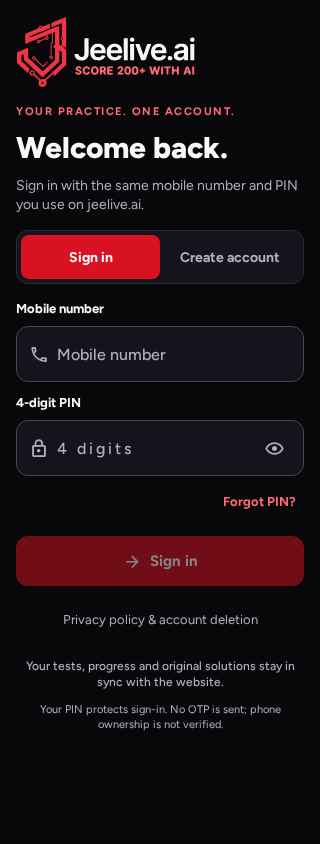 Jeelive.ai
SCORE 200+ WITH AI
YOUR PRACTICE. ONE ACCOUNT.
Welcome back.
Sign in with the same mobile number and PIN
you use on jeelive.ai.
Sign in
Create account
Mobile number
Mobile number
4-digit PIN
4 digits
Forgot PIN?
Sign in
Privacy policy & account deletion
Your tests, progress and original solutions stay in
sync with the website.
Your PIN protects sign-in. No OTP is sent; phone
ownership is not verified.